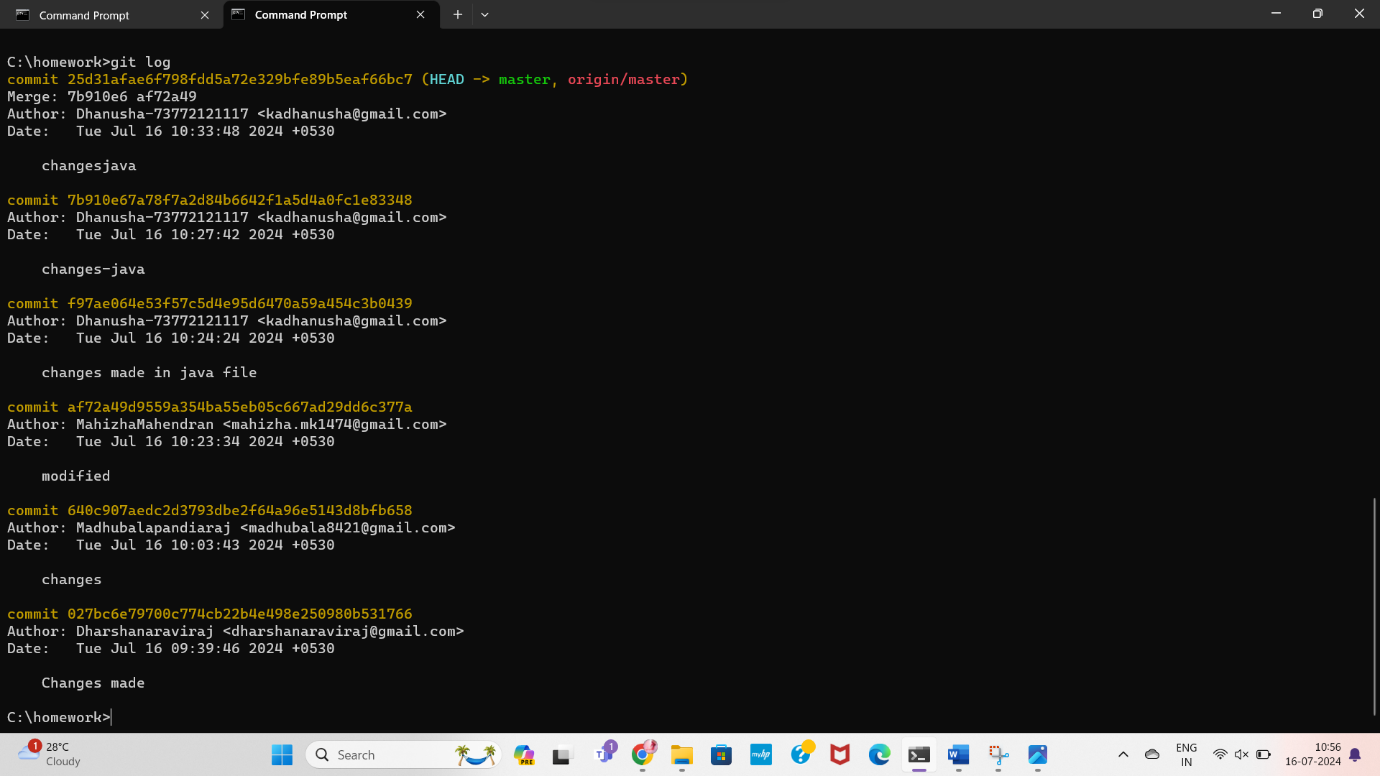 Command Prompt
Command Prompt
C:\homework>git log
commit 25d31afae6f798fdd5a72e329bfe89b5eaf66bc7 (HEAD -> master, origin/master)
Merge: 7b910e6 af72a49
Author: Dhanusha-73772121117 <kadhanusha@gmail.com>
Date:   Tue Jul 16 10:33:48 2024 +0530
changesjava
commit 7b910e67a78f7a2d84b6642f1a5d4a0fc1e83348
Author: Dhanusha-73772121117 <kadhanusha@gmail.com>
Date:   Tue Jul 16 10:27:42 2024 +0530
changes-java
commit f97ae064e53f57c5d4e95d6470a59a454c3b0439
Author: Dhanusha-73772121117 <kadhanusha@gmail.com>
Date:   Tue Jul 16 10:24:24 2024 +0530
changes made in java file
commit af72a49d9559a354ba55eb05c667ad29dd6c377a
Author: MahizhaMahendran <mahizha.mk1474@gmail.com>
Date:   Tue Jul 16 10:23:34 2024 +0530
modified
commit 640c907aedc2d3793dbe2f64a96e5143d8bfb658
Author: Madhubalapandiaraj <madhubala8421@gmail.com>
Date:   Tue Jul 16 10:03:43 2024 +0530
changes
commit 027bc6e79700c774cb22b4e498e250980b531766
Author: Dharshanaraviraj <dharshanaraviraj@gmail.com>
Date:   Tue Jul 16 09:39:46 2024 +0530
Changes made
C:\homework>
1
28°C
Cloudy
Search
PRE
1
myhp
ENG
IN
10:56
16-07-2024